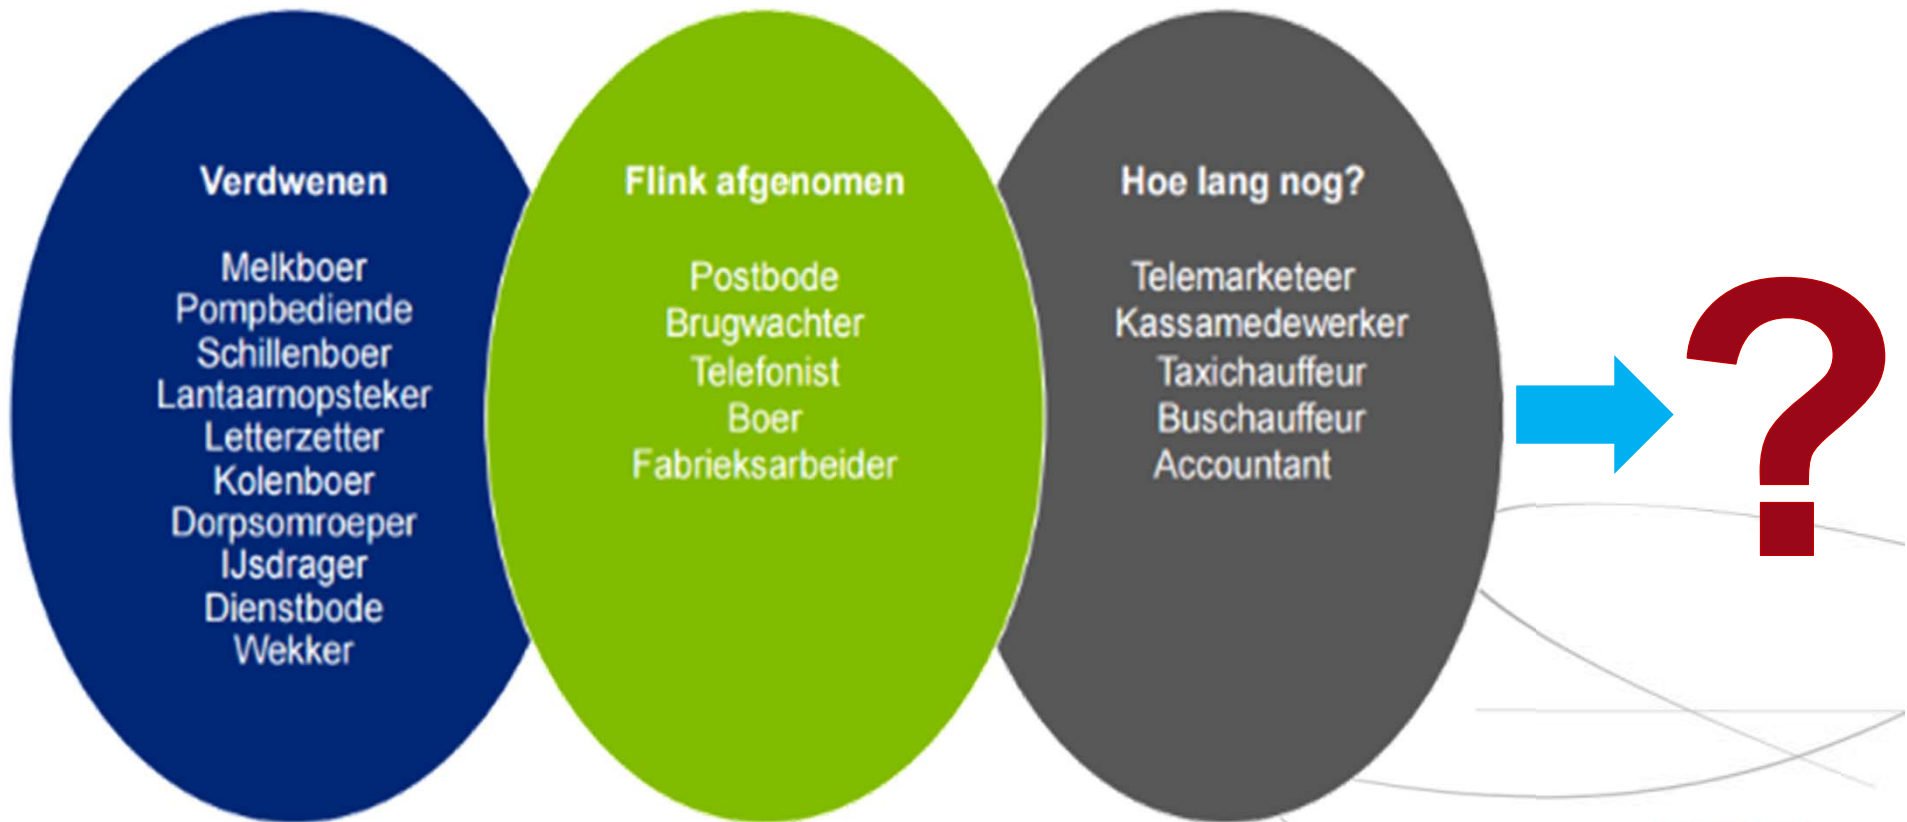 Verdwenen
Melkboer
Pompbediende
Schillenboer
Lantaarnopsteker
Letterzetter
Kolenboer
Dorpsomroeper
IJsdrager
Dienstbode
Wekker
Flink afgenomen
Postbode
Brugwachter
Telefonist
Boer
Fabrieksarbeider
Hoe lang nog?
Telemarketeer
Kassamedewerker
Taxichauffeur
Buschauffeur
Accountant
?